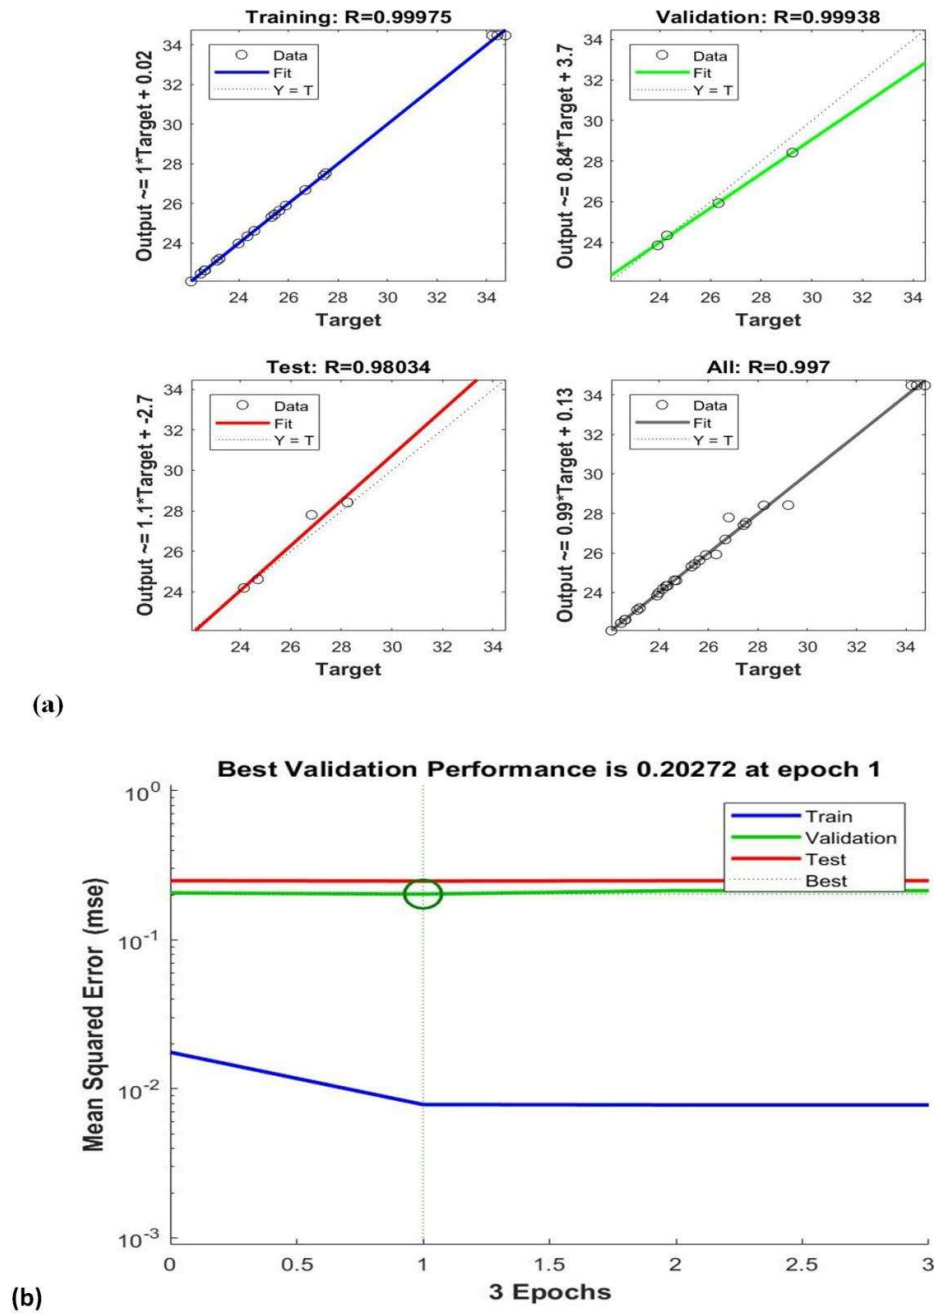 Training: R=0.99975
Output ~= 1*Target + 0.02
34
32
30
28
26
24
Data
Fit
Y = T
24 26 28 30 32 34
Target
Validation: R=0.99938
Output ~= 0.84*Target + 3.7
34
32
30
28
26
24
Data
Fit
Y = T
24 26 28 30 32 34
Target
Test: R=0.98034
Output ~= 1.1*Target + -2.7
34
32
30
28
26
24
Data
Fit
Y = T
24 26 28 30 32 34
Target
All: R=0.997
Output ~= 0.99*Target + 0.13
34
32
30
28
26
24
Data
Fit
Y = T
24 26 28 30 32 34
Target
(a)
Best Validation Performance is 0.20272 at epoch 1
Mean Squared Error (mse)
10^0
10^-1
10^-2
10^-3
Train
Validation
Test
Best
0 0.5 1 1.5 2 2.5 3
3 Epochs
(b)